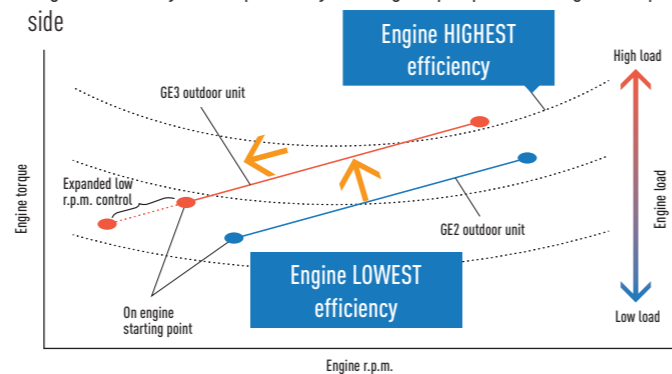 side
Engine HIGHEST
efficiency
High load
GE3 outdoor unit
Expanded low
r.p.m. control
Engine torque
Engine load
GE2 outdoor unit
Engine LOWEST
efficiency
On engine
starting point
Low load
Engine r.p.m.